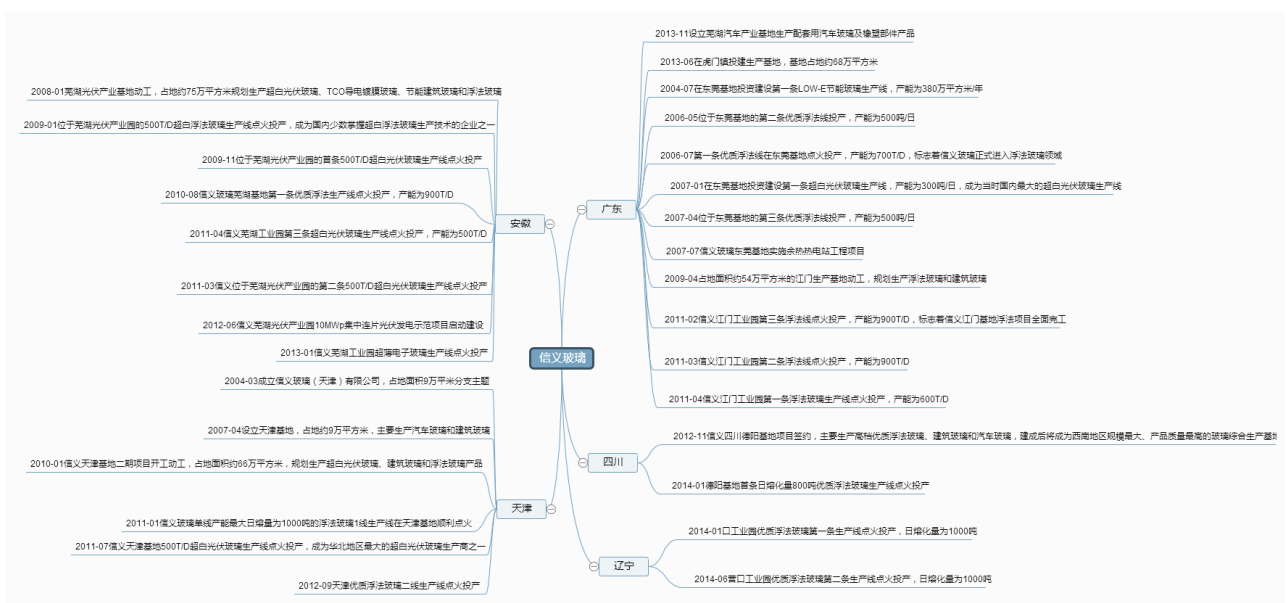 信义玻璃
安徽
2008-01芜湖光伏产业基地动工，占地约75万平方米规划生产超白光伏玻璃、TCO导电镀膜玻璃、节能建筑玻璃和浮法玻璃
2009-01位于芜湖光伏产业园的500T/D超白浮法玻璃生产线点火投产，成为国内少数掌握超白浮法玻璃生产技术的企业之一
2009-11位于芜湖光伏产业园的首条500T/D超白光伏玻璃生产线点火投产
2010-08信义玻璃芜湖基地第一条优质浮法生产线点火投产，产能为900T/D
2011-04信义芜湖工业园第三条超白光伏玻璃生产线点火投产，产能为500T/D
2011-03信义位于芜湖光伏产业园的第二条500T/D超白光伏玻璃生产线点火投产
2012-06信义芜湖光伏产业园10MWp集中连片光伏发电示范项目启动建设
2013-01信义芜湖工业园超薄电子玻璃生产线点火投产
天津
2004-03成立信义玻璃（天津）有限公司，占地面积9万平米分支主题
2007-04设立天津基地，占地约9万平方米，主要生产汽车玻璃和建筑玻璃
2010-01信义天津基地二期项目开工动工，占地面积约66万平方米，规划生产超白光伏玻璃、建筑玻璃和浮法玻璃产品
2011-01信义玻璃单线产能最大日熔量为1000吨的浮法玻璃1线生产线在天津基地顺利点火
2011-07信义天津基地500T/D超白光伏玻璃生产线点火投产，成为华北地区最大的超白光伏玻璃生产商之一
2012-09天津优质浮法玻璃二线生产线点火投产
广东
2013-11设立芜湖汽车产业基地生产配套用汽车玻璃及橡塑部件产品
2013-06在虎门镇投建生产基地，基地占地约68万平方米
2004-07在东莞基地投资建设第一条LOW-E节能玻璃生产线，产能为380万平方米/年
2006-05位于东莞基地的第二条优质浮法线投产，产能为500吨/日
2006-07第一条优质浮法线在东莞基地点火投产，产能为700T/D，标志着信义玻璃正式进入浮法玻璃领域
2007-01在东莞基地投资建设第一条超白光伏玻璃生产线，产能为300吨/日，成为当时国内最大的超白光伏玻璃生产线
2007-04位于东莞基地的第三条优质浮法线投产，产能为500吨/日
2007-07信义玻璃东莞基地实施余热热电站工程项目
2009-04占地面积约54万平方米的江门生产基地动工，规划生产浮法玻璃和建筑玻璃
2011-02信义江门工业园第三条浮法线点火投产，产能为900T/D，标志着信义江门基地浮法项目全面完工
2011-03信义江门工业园第二条浮法线点火投产，产能为900T/D
2011-04信义江门工业园第一条浮法玻璃生产线点火投产，产能为600T/D
四川
2012-11信义四川德阳基地项目签约，主要生产高档优质浮法玻璃、建筑玻璃和汽车玻璃，建成后将成为西南地区规模最大、产品质量最高的玻璃综合生产基地
2014-01德阳基地首条日熔化量800吨优质浮法玻璃生产线点火投产
辽宁
2014-01口工业园优质浮法玻璃第一条生产线点火投产，日熔化量为1000吨
2014-06营口工业园优质浮法玻璃第二条生产线点火投产，日熔化量为1000吨